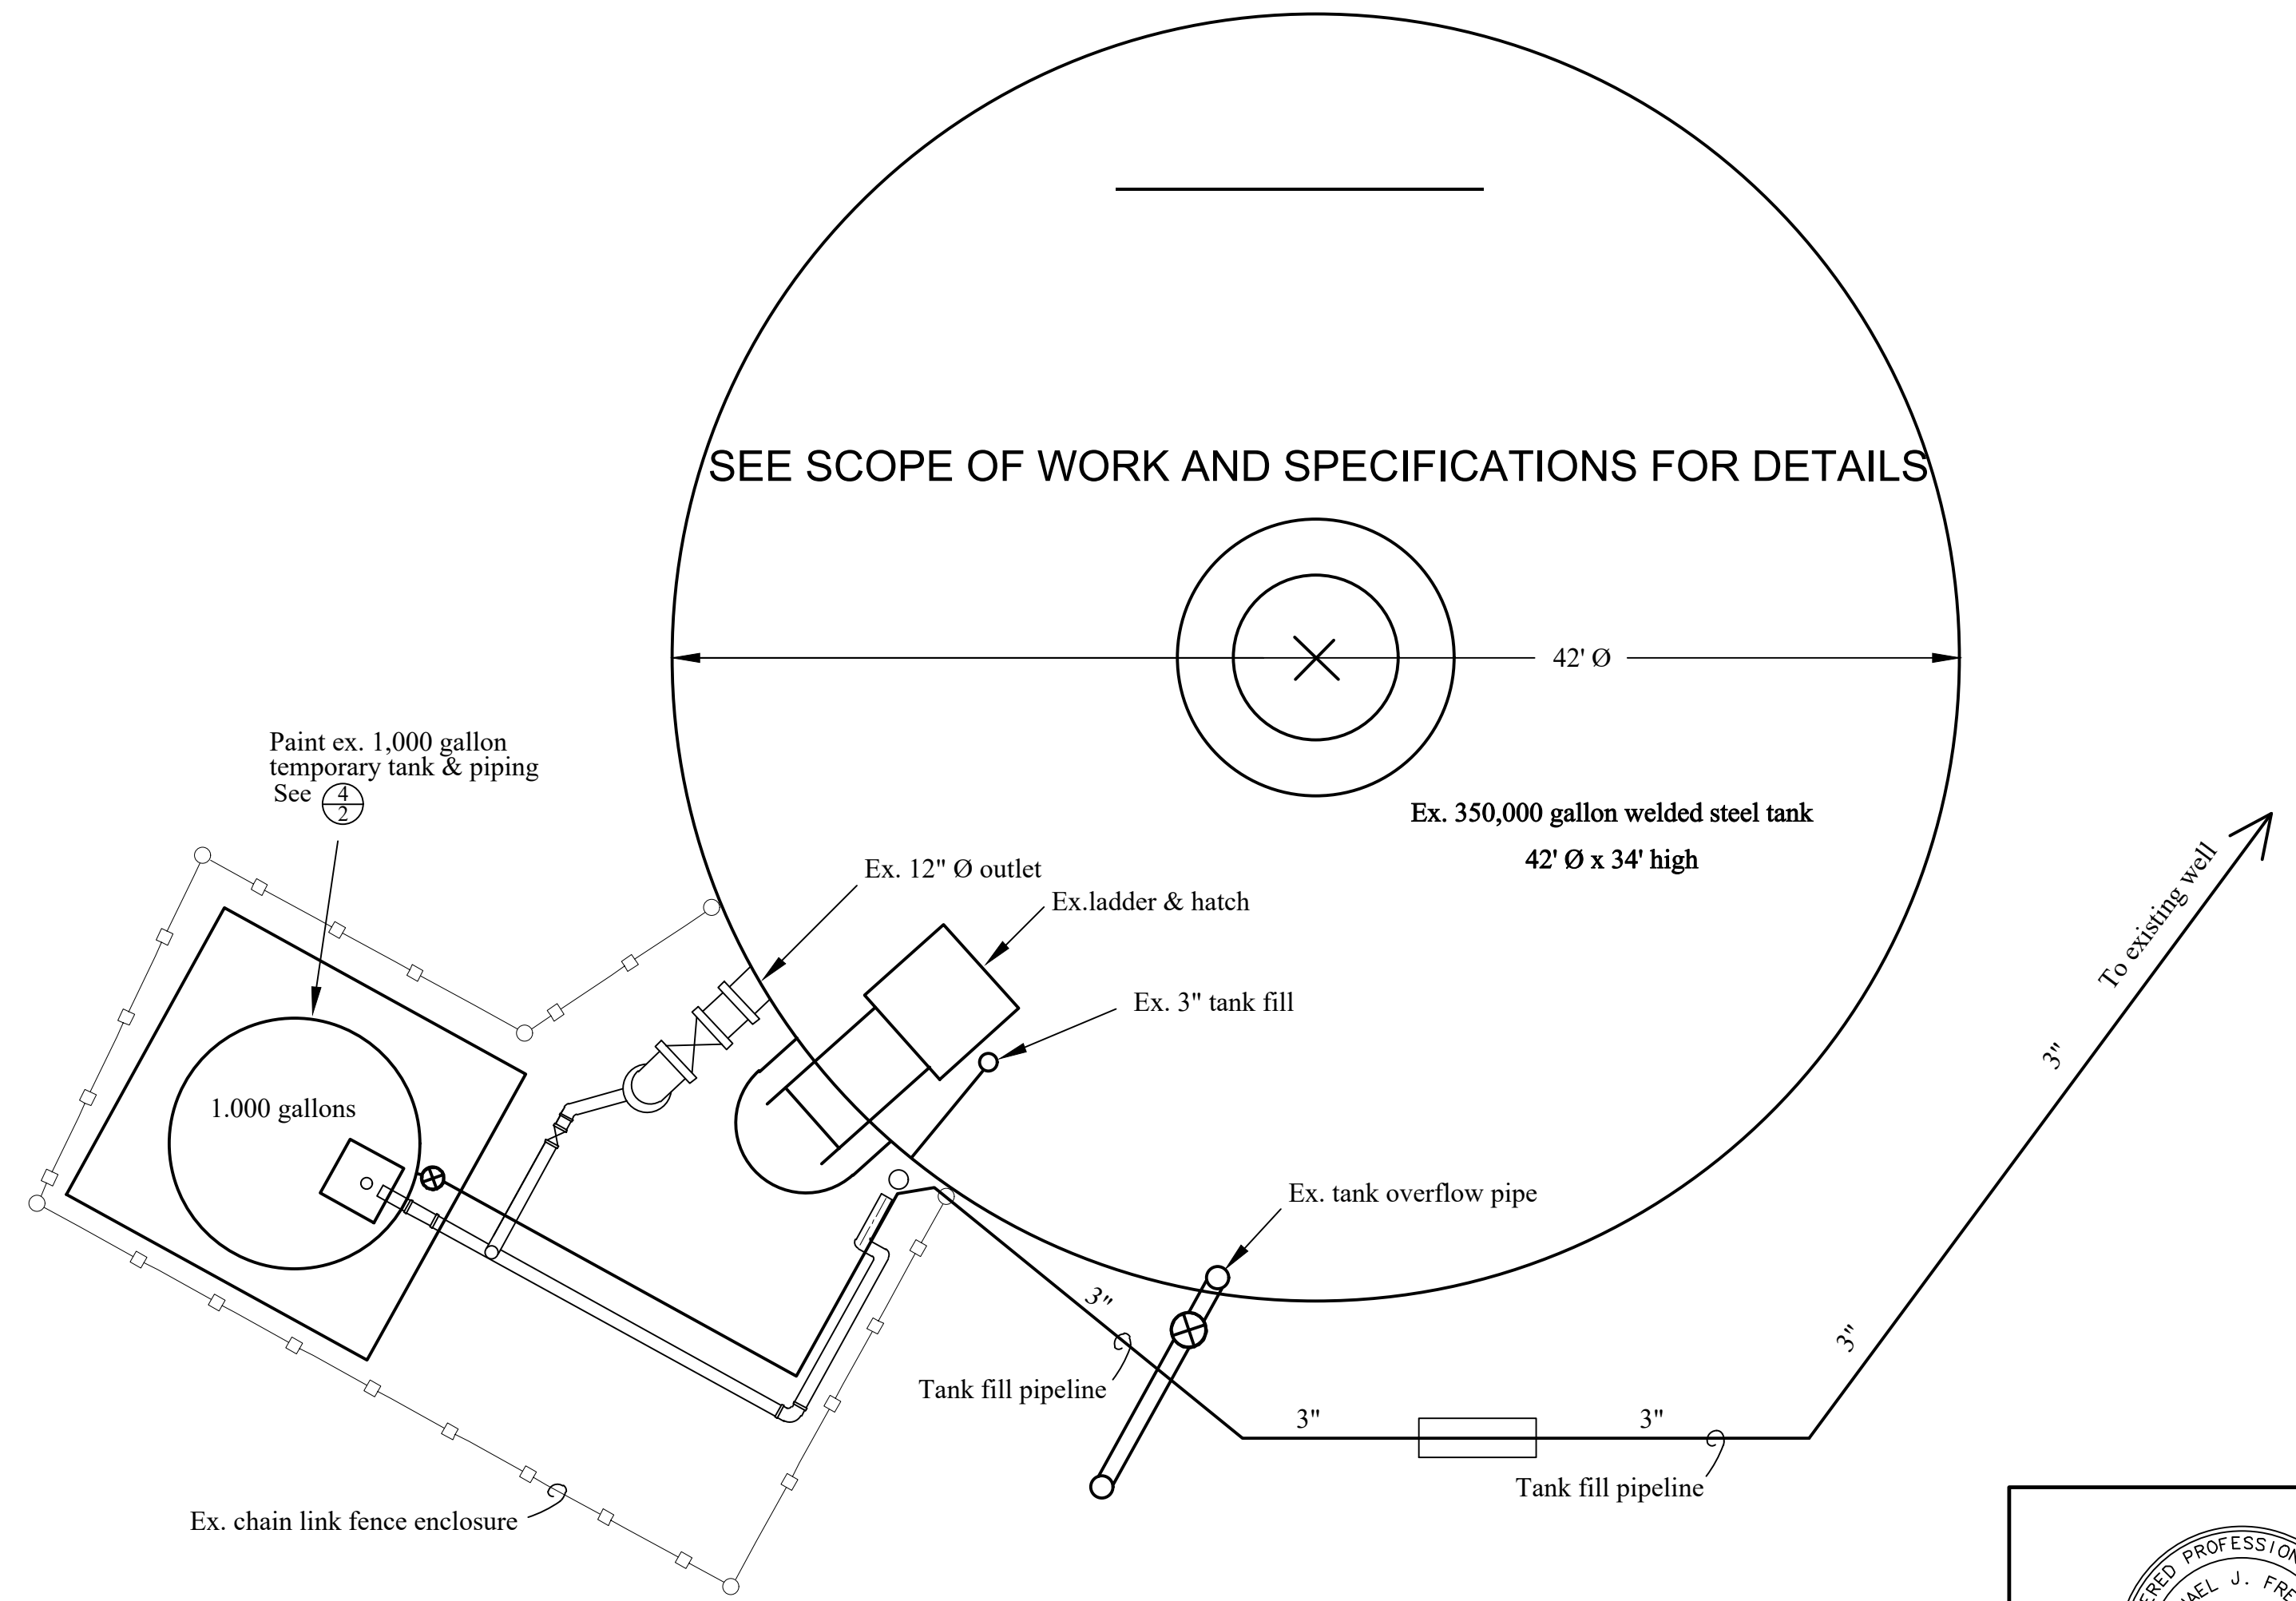 SEE SCOPE OF WORK AND SPECIFICATIONS FOR DETAILS
42' Ø
Paint ex. 1,000 gallon
temporary tank & piping
See 4
2
Ex. 350,000 gallon welded steel tank
42' Ø x 34' high
Ex. 12" Ø outlet
Ex.ladder & hatch
To existing well
Ex. 3" tank fill
3"
1.000 gallons
Ex. tank overflow pipe
3"
3"
Tank fill pipeline
3"
3"
Tank fill pipeline
Ex. chain link fence enclosure
J.